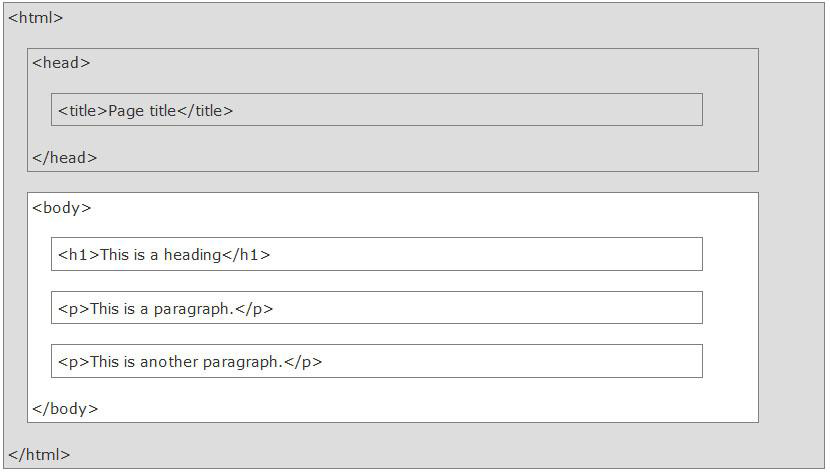 <html>
<head>
<title>Page title</title>
</head>
<body>
<h1>This is a heading</h1>
<p>This is a paragraph.</p>
<p>This is another paragraph.</p>
</body>
</html>